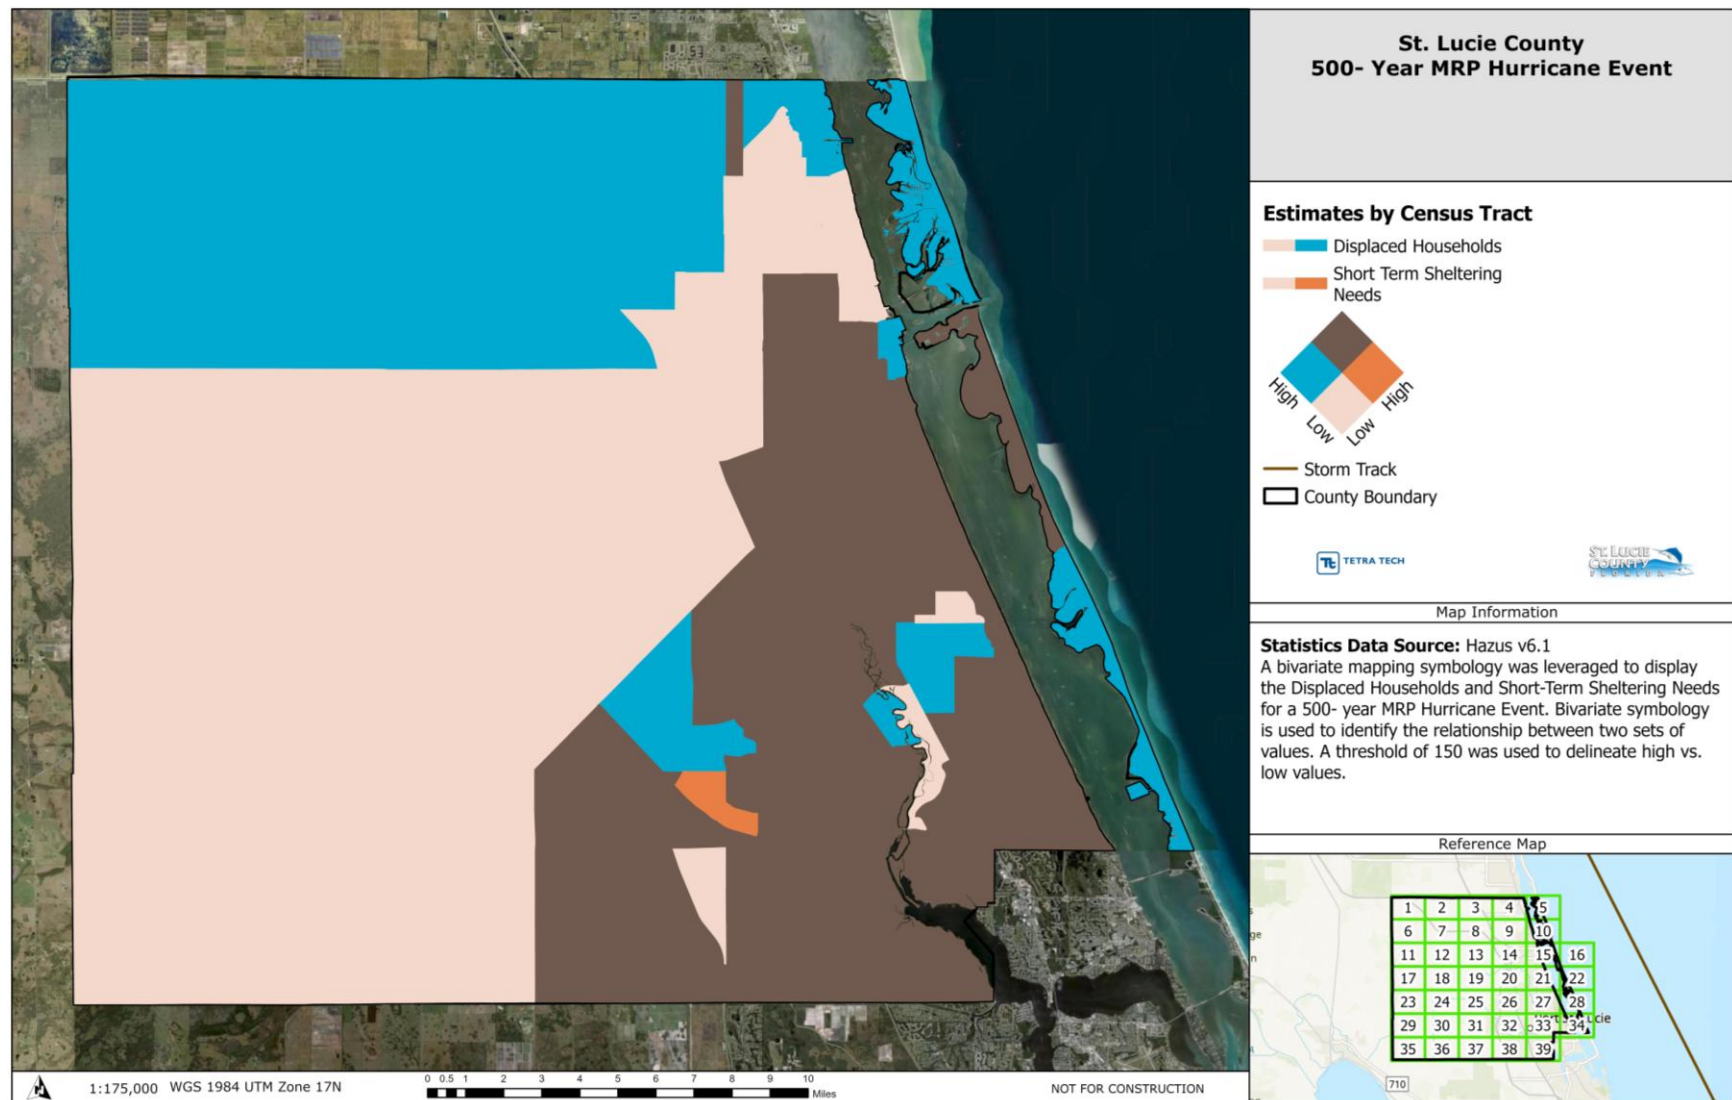 St. Lucie County
500- Year MRP Hurricane Event
Estimates by Census Tract
Displaced Households
Short Term Sheltering
Needs
High
High
Low
Low
Storm Track
County Boundary
TETRA TECH
ST. LUCIE
COUNTY
FLORIDA
Map Information
Statistics Data Source: Hazus v6.1
A bivariate mapping symbology was leveraged to display
the Displaced Households and Short-Term Sheltering Needs
for a 500- year MRP Hurricane Event. Bivariate symbology
is used to identify the relationship between two sets of
values. A threshold of 150 was used to delineate high vs.
low values.
Reference Map
1 2 3 4 5
6 7 8 9 10
11 12 13 14 15 16
17 18 19 20 21 22
23 24 25 26 27 28
29 30 31 32 33 34
35 36 37 38 39
710
1:175,000 WGS 1984 UTM Zone 17N
0 0.5 1 2 3 4 5 6 7 8 9 10
Miles
NOT FOR CONSTRUCTION